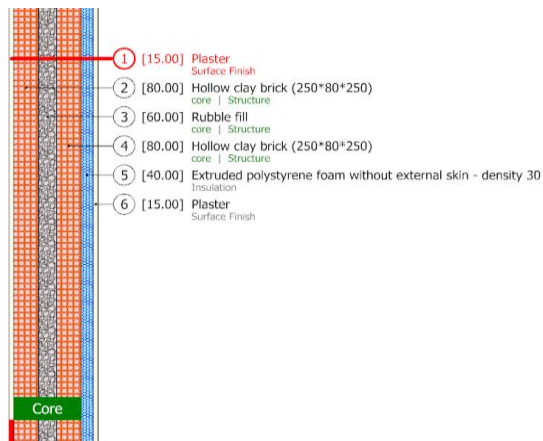 1 [15.00] Plaster
Surface Finish
2 [80.00] Hollow clay brick (250*80*250)
core | Structure
3 [60.00] Rubble fill
core | Structure
4 [80.00] Hollow clay brick (250*80*250)
core | Structure
5 [40.00] Extruded polystyrene foam without external skin - density 30
Insulation
6 [15.00] Plaster
Surface Finish
Core